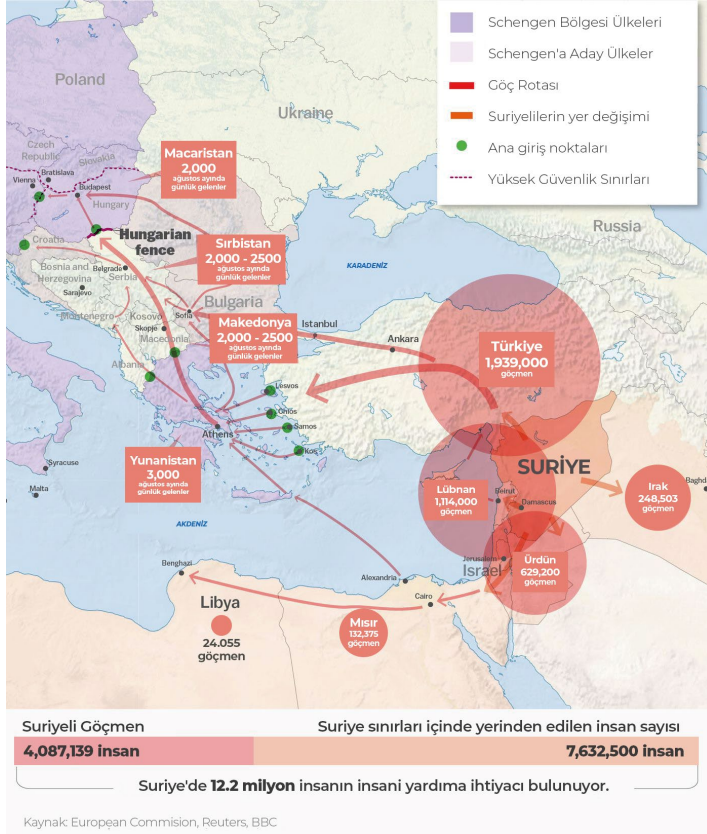 Schengen Bölgesi Ülkeleri
Schengen'a Aday Ülkeler
Göç Rotası
Suriyelilerin yer değişimi
Ana giriş noktaları
Yüksek Güvenlik Sınırları
Poland
Ukraine
Czech
Republic
Slovakia
Vienna
Bratislava
Budapest
Hungary
Macaristan
2,000
ağustos ayında
günlük gelenler
Russia
Hungarian
fence
Croatia
Sırbistan
2,000 - 2500
ağustos ayında
günlük gelenler
KARADENİZ
Bosnia and
Herzegovina
Belgrade
Serbia
Sarajevo
Bulgaria
Montenegro
Kosovo
Sofia
Skopje
Macedonia
Makedonya
2,000 - 2500
ağustos ayında
günlük gelenler
Istanbul
Ankara
Türkiye
1,939,000
göçmen
Albania
Lesvos
Chios
Samos
Athens
Kos
Yunanistan
3,000
ağustos ayında
günlük gelenler
Syracuse
Malta
SURİYE
Lübnan
1,114,000
göçmen
Beirut
Damascus
Irak
248,503
göçmen
Baghd
AKDENİZ
Jerusalem
Israel
Ürdün
629,200
göçmen
Benghazi
Alexandria
Cairo
Libya
24.055
göçmen
Mısır
132,375
göçmen
Suriyeli Göçmen
Suriye sınırları içinde yerinden edilen insan sayısı
4,087,139 insan
7,632,500 insan
Suriye'de 12.2 milyon insanın insani yardıma ihtiyacı bulunuyor.
Kaynak: European Commision, Reuters, BBC